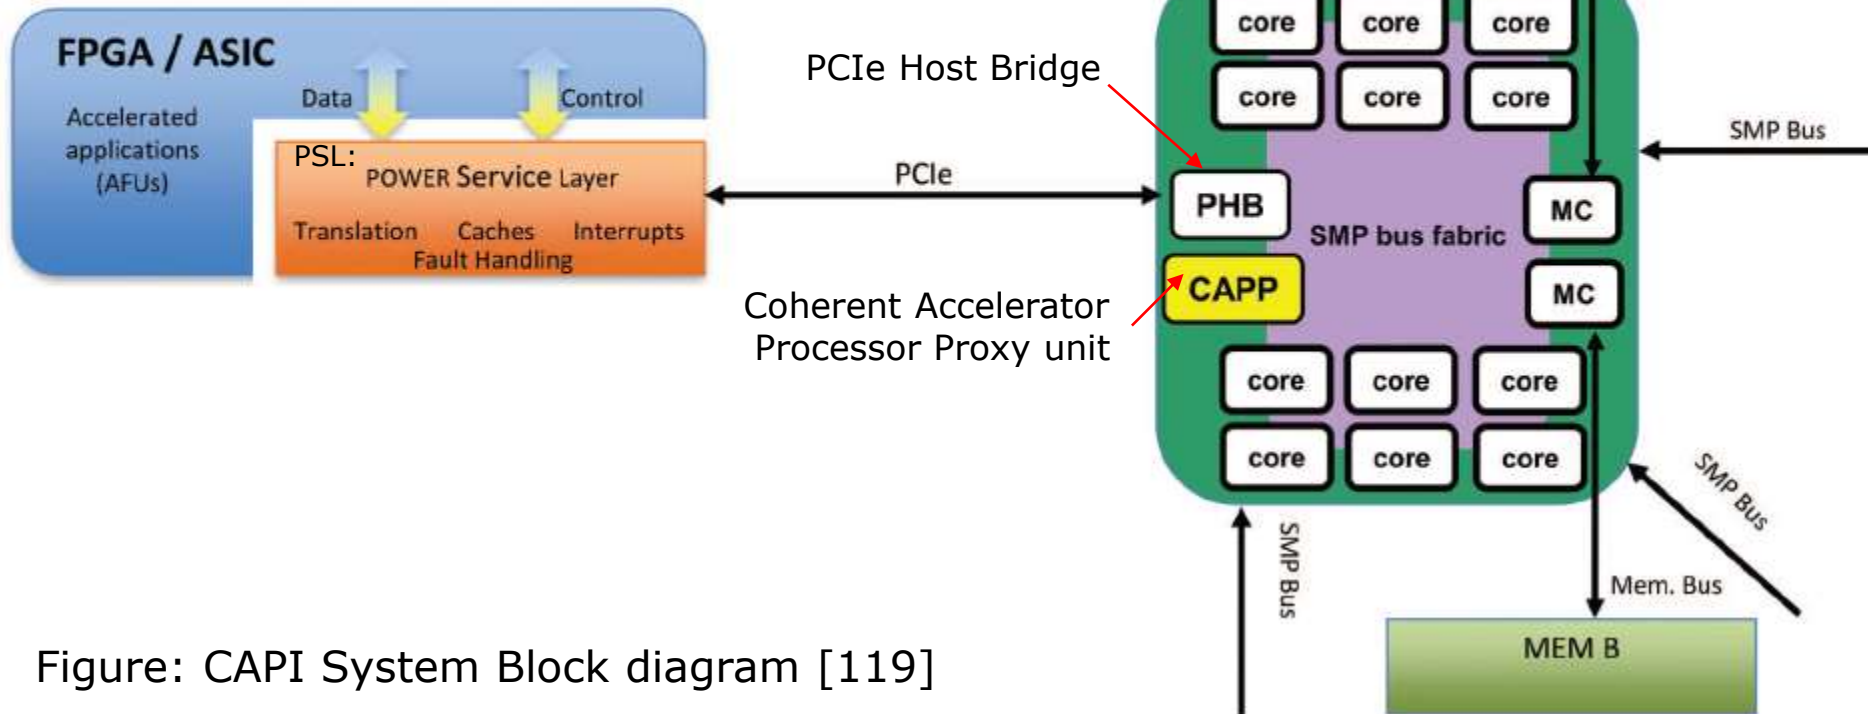 FPGA / ASIC
Accelerated
applications
(AFUs)
Data
Control
PSL:
POWER Service Layer
Translation Caches Interrupts
Fault Handling
PCIe
PCIe Host Bridge
Coherent Accelerator
Processor Proxy unit
core core core
core core core
PHB
CAPP
SMP bus fabric
MC
MC
core core core
core core core
SMP Bus
SMP Bus
SMP Bus
Mem. Bus
MEM B
Figure: CAPI System Block diagram [119]